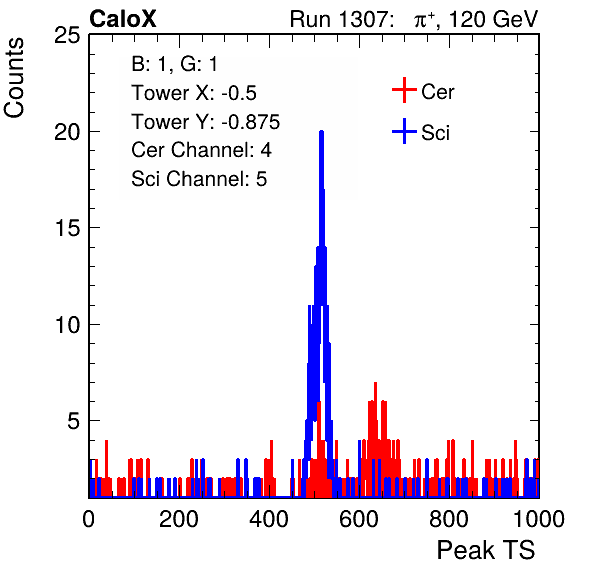 CaloX Run 1307: π⁺, 120 GeV
Counts
B: 1, G: 1
Tower X: -0.5
Tower Y: -0.875
Cer Channel: 4
Sci Channel: 5
Cer
Sci
25
20
15
10
5
0 200 400 600 800 1000
Peak TS